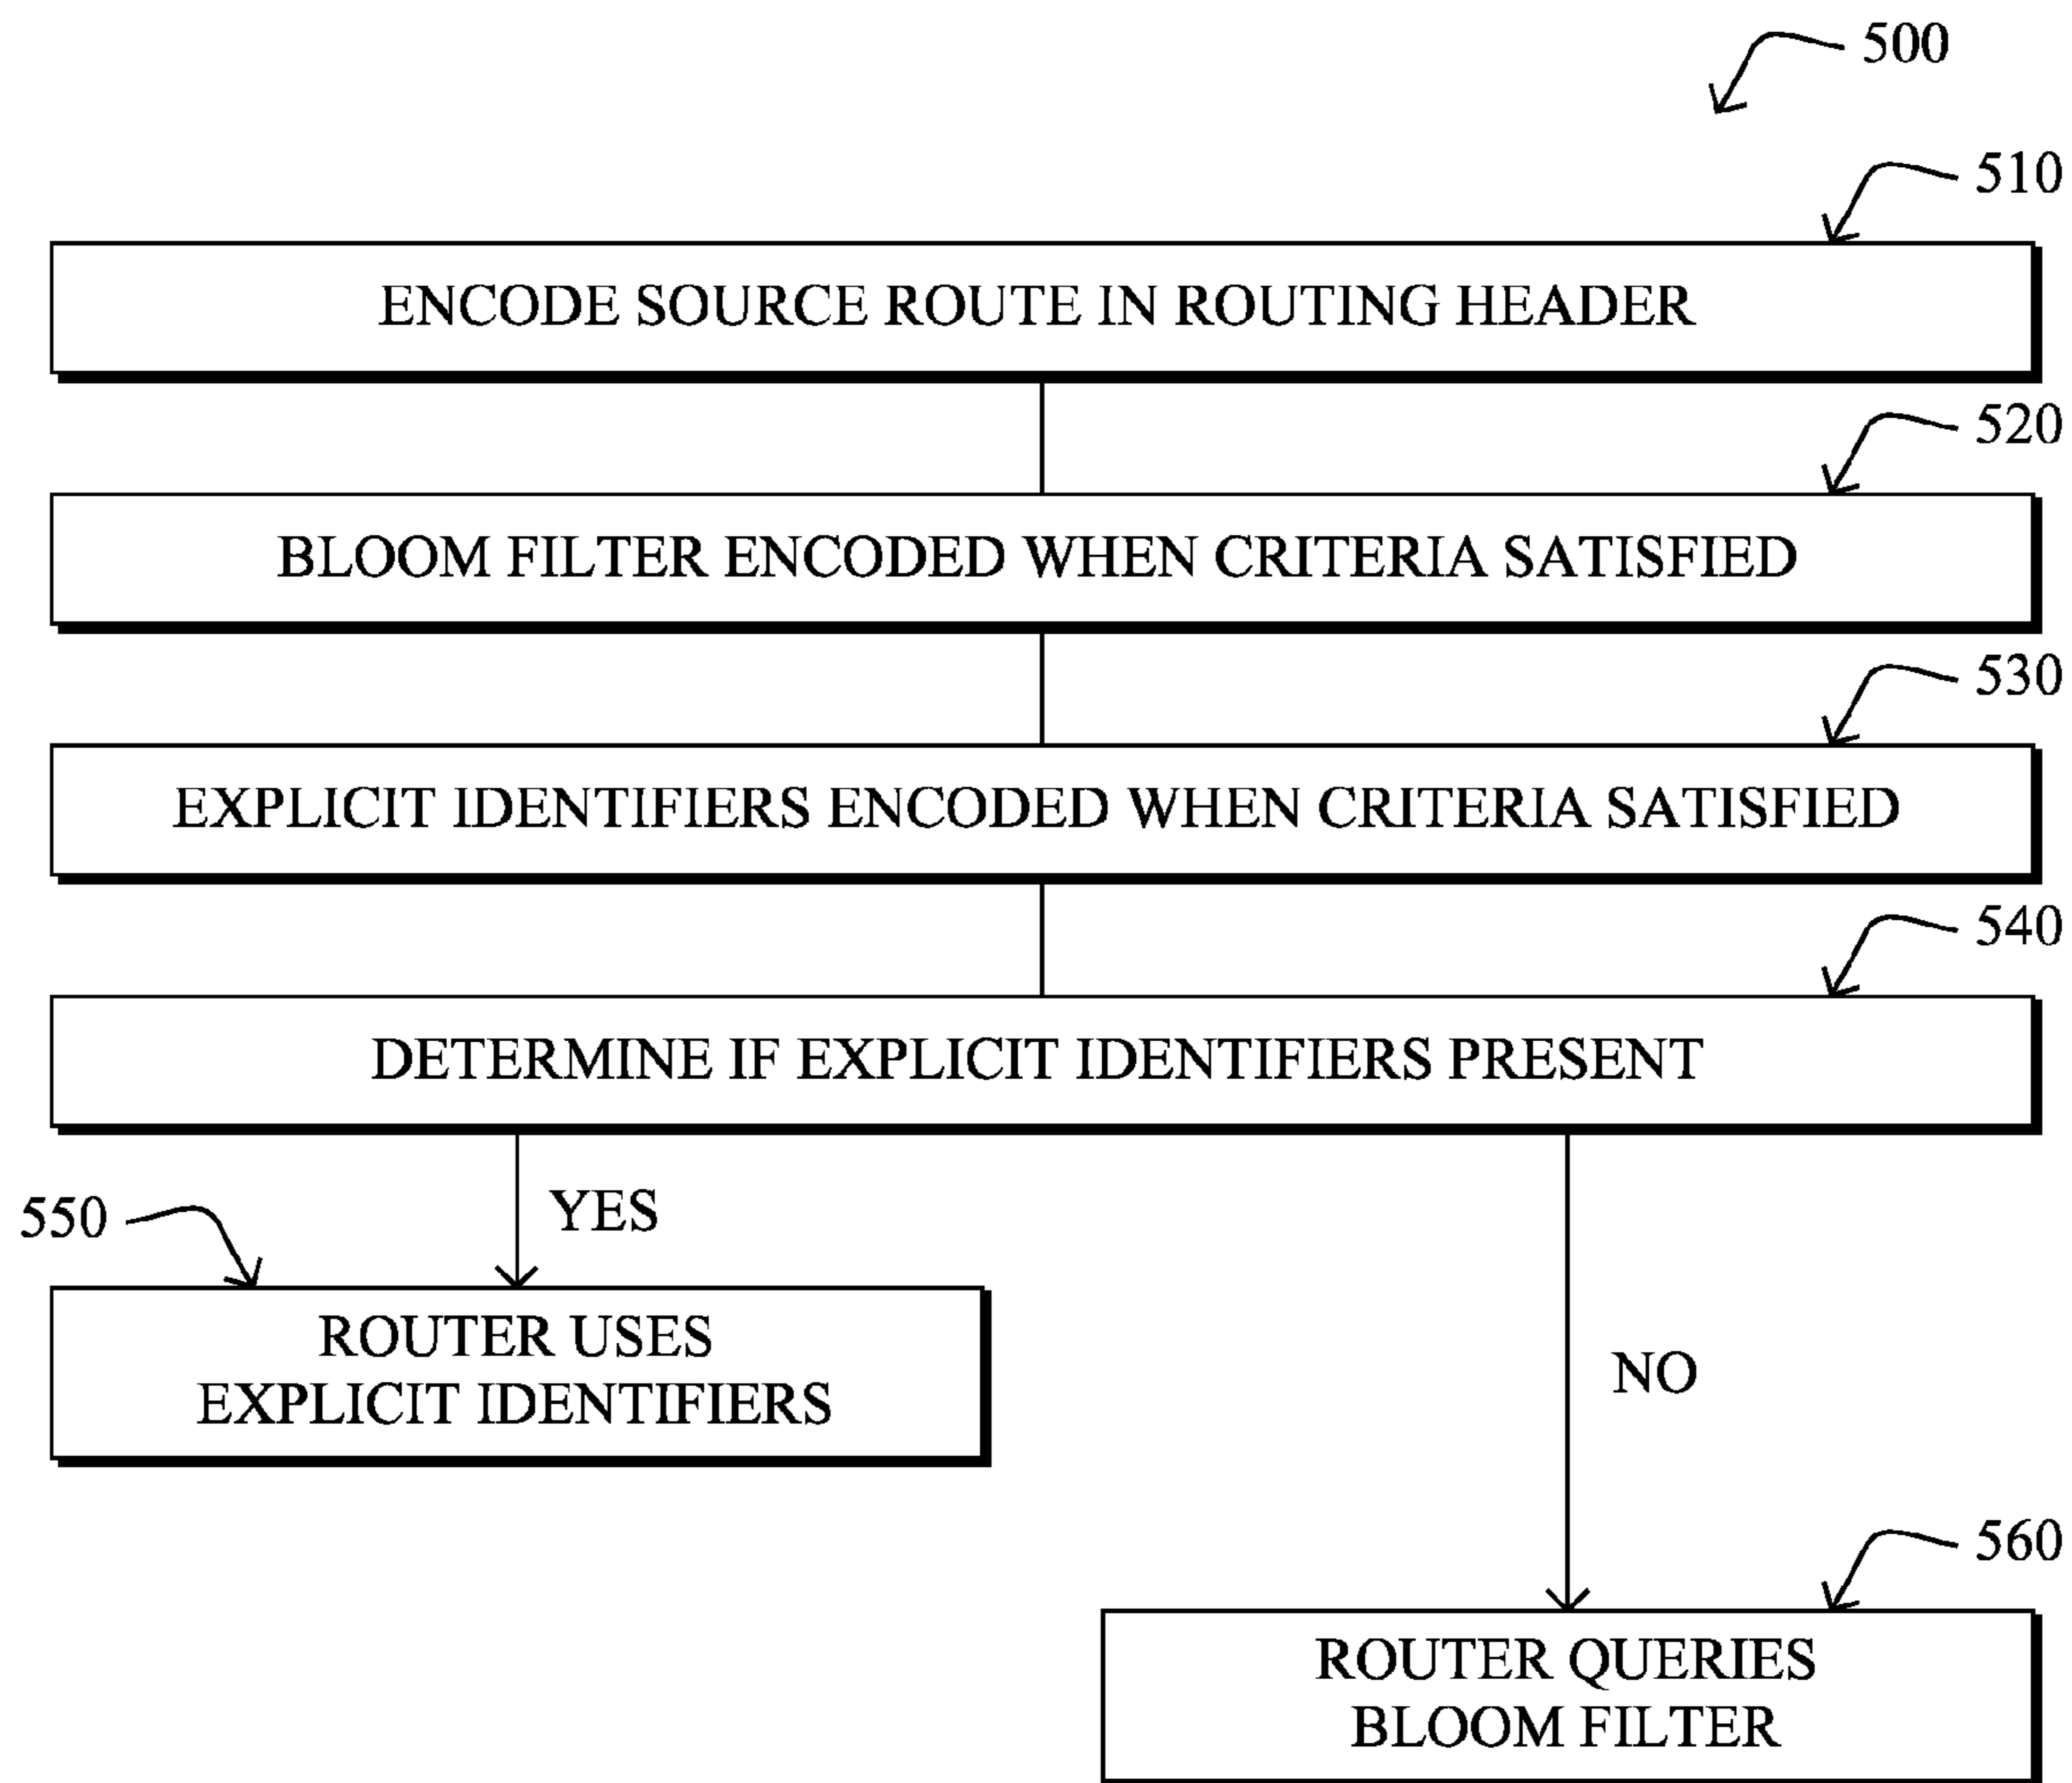 500
510
ENCODE SOURCE ROUTE IN ROUTING HEADER
520
BLOOM FILTER ENCODED WHEN CRITERIA SATISFIED
530
EXPLICIT IDENTIFIERS ENCODED WHEN CRITERIA SATISFIED
540
DETERMINE IF EXPLICIT IDENTIFIERS PRESENT
550
YES
ROUTER USES
EXPLICIT IDENTIFIERS
NO
560
ROUTER QUERIES
BLOOM FILTER